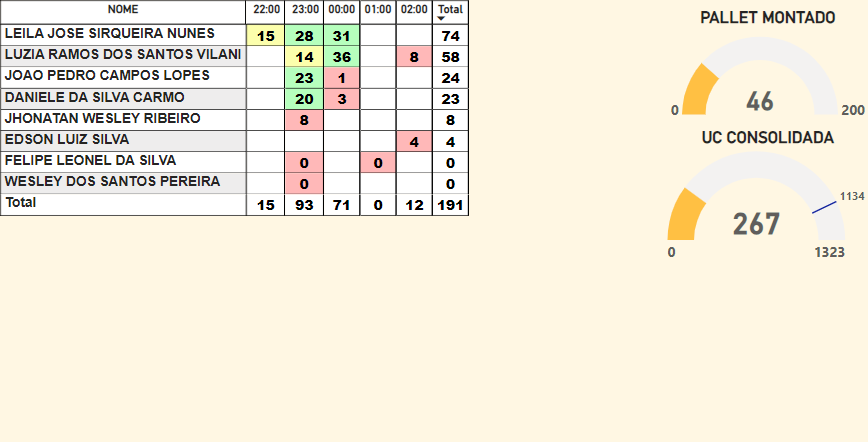 NOME 22:00 23:00 00:00 01:00 02:00 Total
LEILA JOSE SIRQUEIRA NUNES 15 28 31 74
LUZIA RAMOS DOS SANTOS VILANI 14 36 8 58
JOAO PEDRO CAMPOS LOPES 23 1 24
DANIELE DA SILVA CARMO 20 3 23
JHONATAN WESLEY RIBEIRO 8 8
EDSON LUIZ SILVA 4 4
FELIPE LEONEL DA SILVA 0 0 0
WESLEY DOS SANTOS PEREIRA 0 0
Total 15 93 71 0 12 191
PALLET MONTADO
46
0 200
UC CONSOLIDADA
1134
267
0 1323